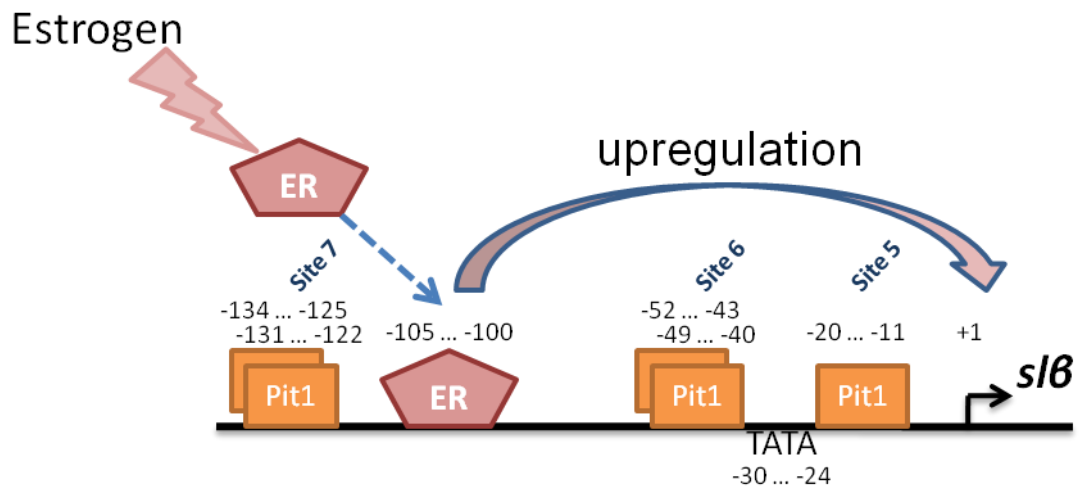 Estrogen
upregulation
ER
Site 7
Site 6
Site 5
-134 ... -125
-131 ... -122
-105 ... -100
-52 ... -43
-49 ... -40
-20 ... -11
+1
Pit1
ER
Pit1
Pit1
slβ
TATA
-30 ... -24